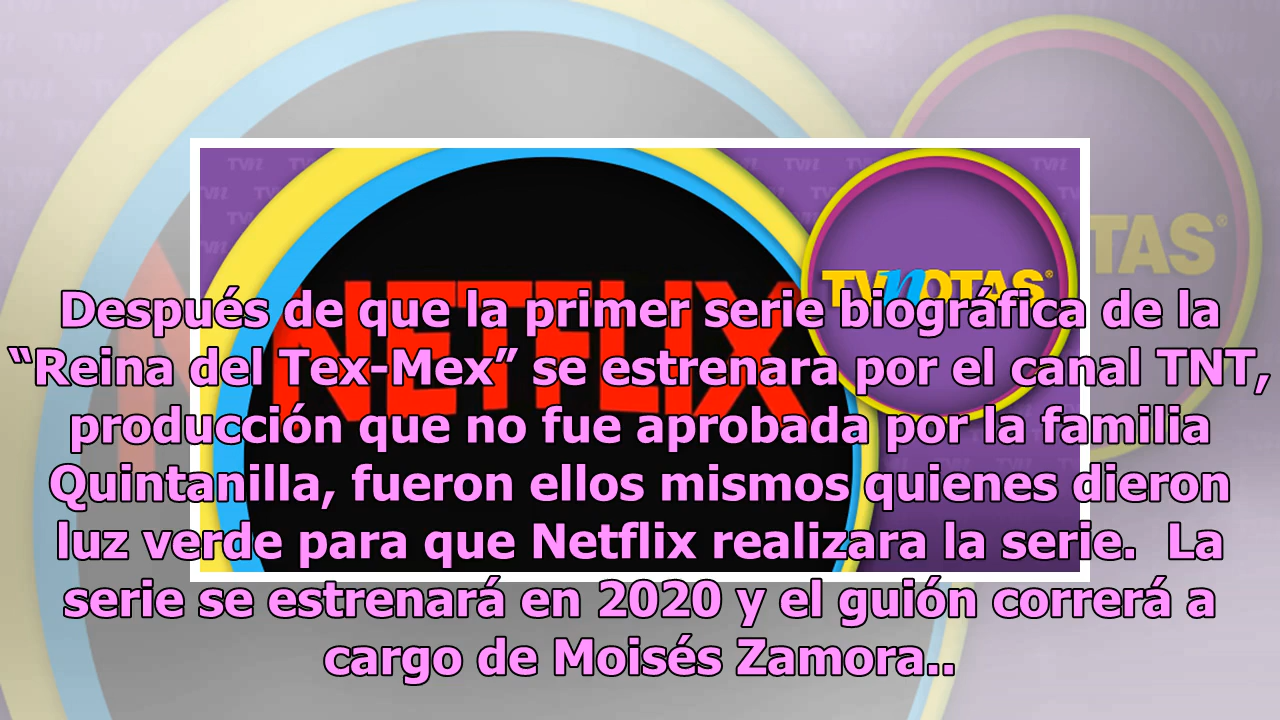 NETFLIX
TVnOTAS®
TAS®
Después de que la primer serie biográfica de la
“Reina del Tex-Mex” se estrenara por el canal TNT,
producción que no fue aprobada por la familia
Quintanilla, fueron ellos mismos quienes dieron
luz verde para que Netflix realizara la serie.  La
serie se estrenará en 2020 y el guión correrá a
cargo de Moisés Zamora..